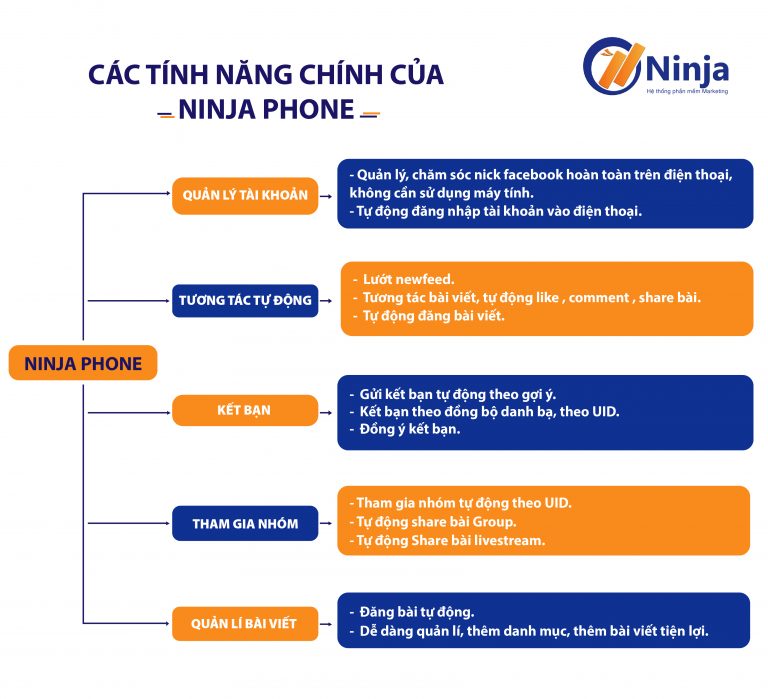 CÁC TÍNH NĂNG CHÍNH CỦA
NINJA PHONE
Ninja
Hệ thống phần mềm Marketing
NINJA PHONE
QUẢN LÝ TÀI KHOẢN
- Quản lý, chăm sóc nick facebook hoàn toàn trên điện thoại,
không cần sử dụng máy tính.
- Tự động đăng nhập tài khoản vào điện thoại.
TƯƠNG TÁC TỰ ĐỘNG
- Lướt newfeed.
- Tương tác bài viết, tự động like , comment , share bài.
- Tự động đăng bài viết.
KẾT BẠN
- Gửi kết bạn tự động theo gợi ý.
- Kết bạn theo đồng bộ danh bạ, theo UID.
- Đồng ý kết bạn.
THAM GIA NHÓM
- Tham gia nhóm tự động theo UID.
- Tự động share bài Group.
- Tự động Share bài livestream.
QUẢN LÍ BÀI VIẾT
- Đăng bài tự động.
- Dễ dàng quản lí, thêm danh mục, thêm bài viết tiện lợi.